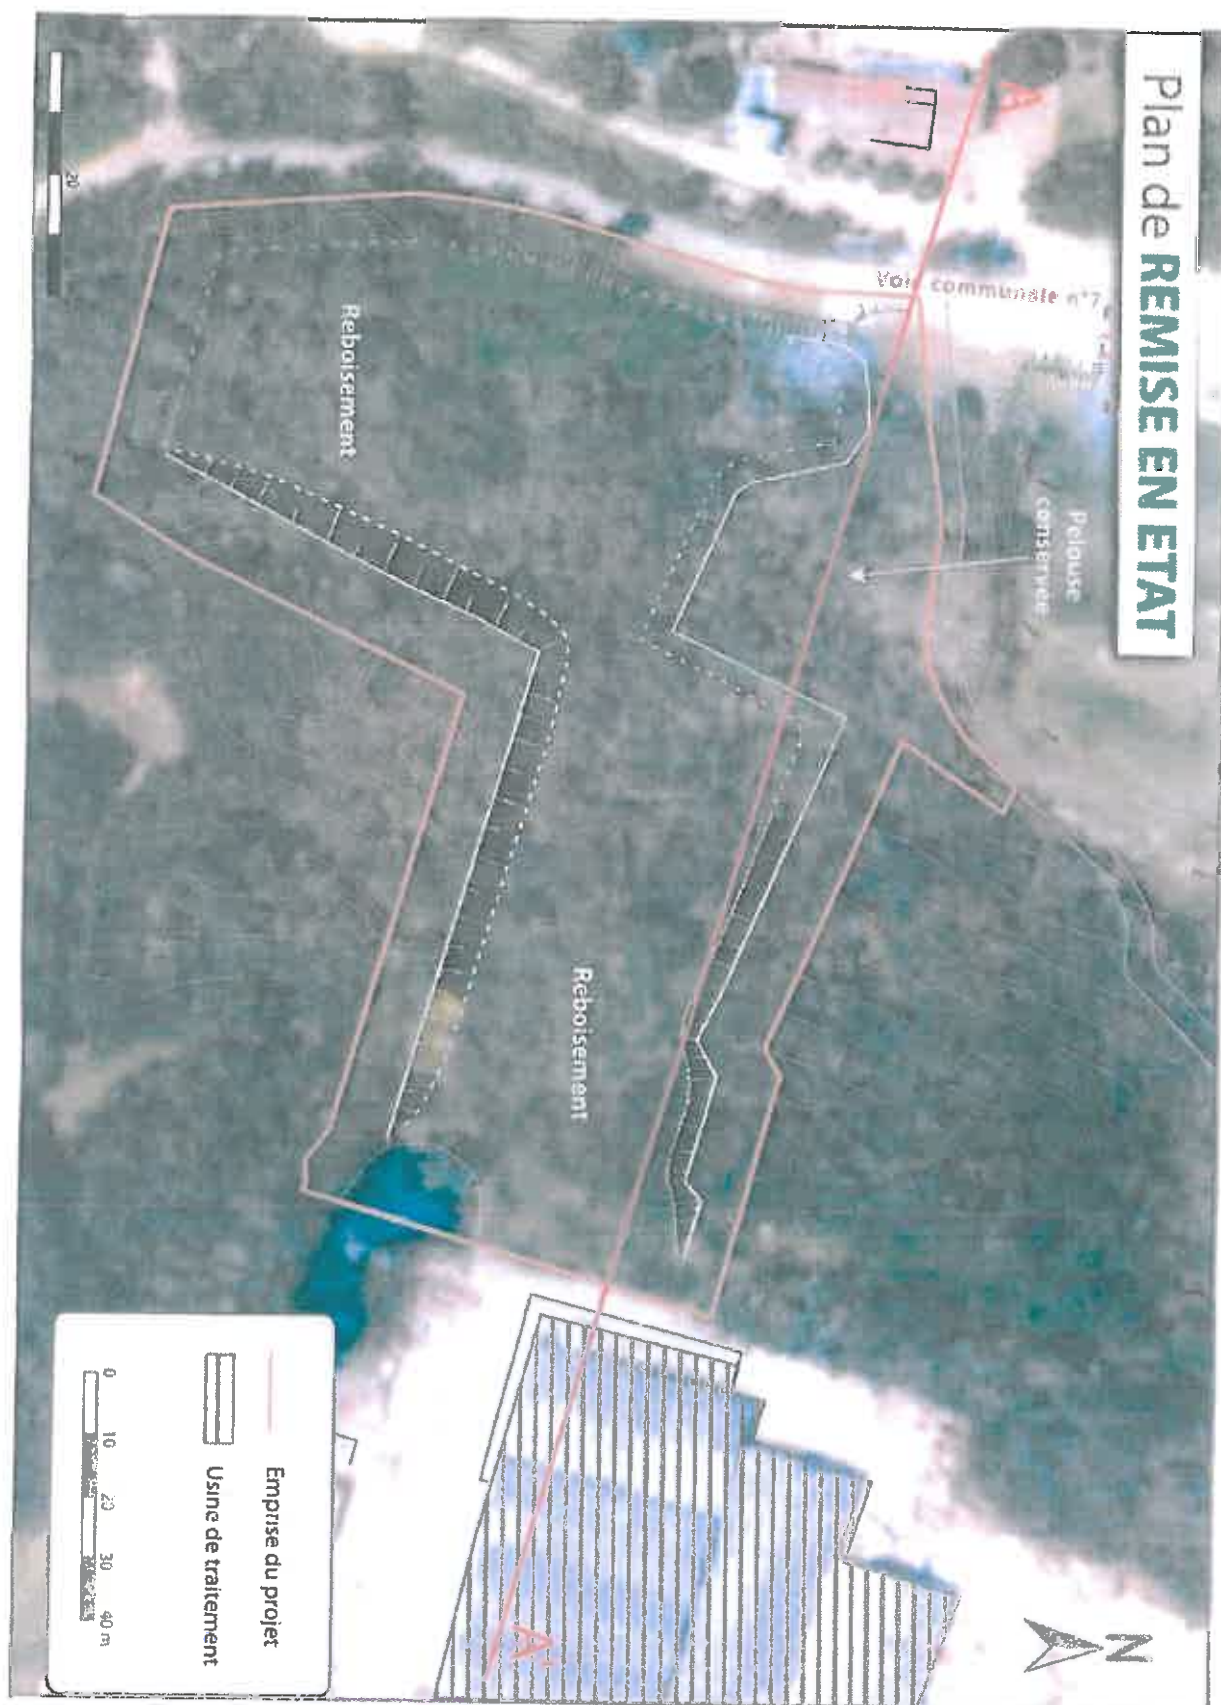 Plan de REMISE EN ETAT
A
Voie communale n°7
Pelouse
conservée
Reboisement
Reboisement
A'
N
Emprise du projet
Usine de traitement
0 10 20 30 40 m
20